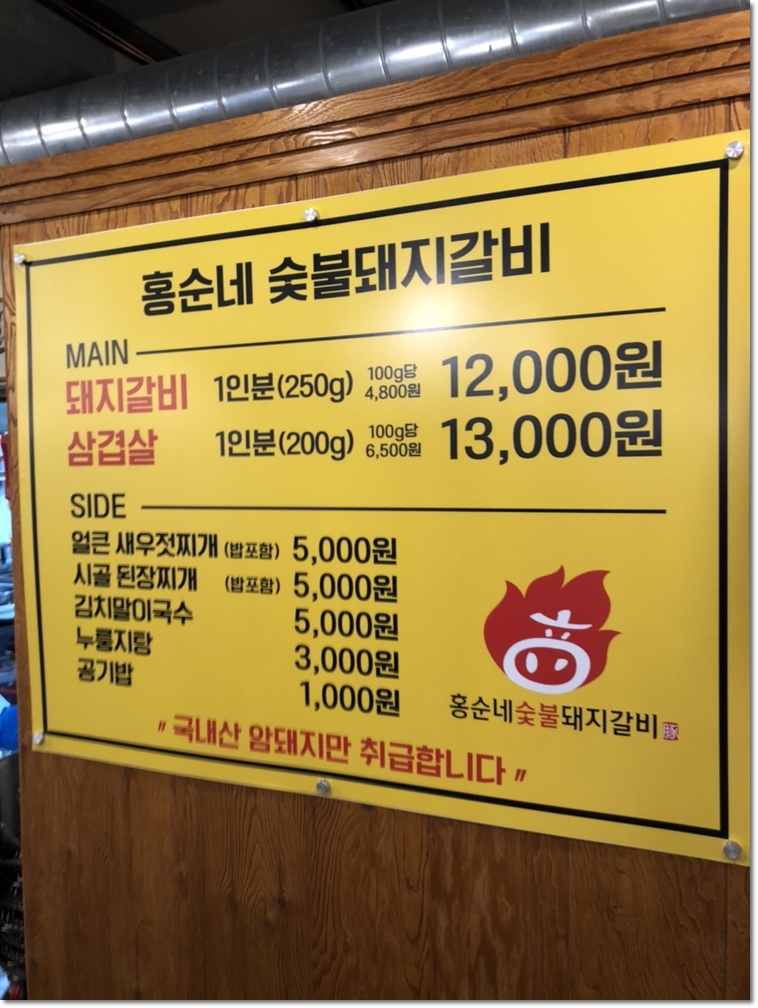 홍순네 숯불돼지갈비
MAIN
돼지갈비 1인분(250g) 100g당 4,800원 12,000원
삼겹살 1인분(200g) 100g당 6,500원 13,000원
SIDE
얼큰 새우젓찌개 (밥포함) 5,000원
시골 된장찌개 (밥포함) 5,000원
김치말이국수 5,000원
누룽지탕 3,000원
공기밥 1,000원
홍순네숯불돼지갈비 豚
"국내산 암돼지만 취급합니다"